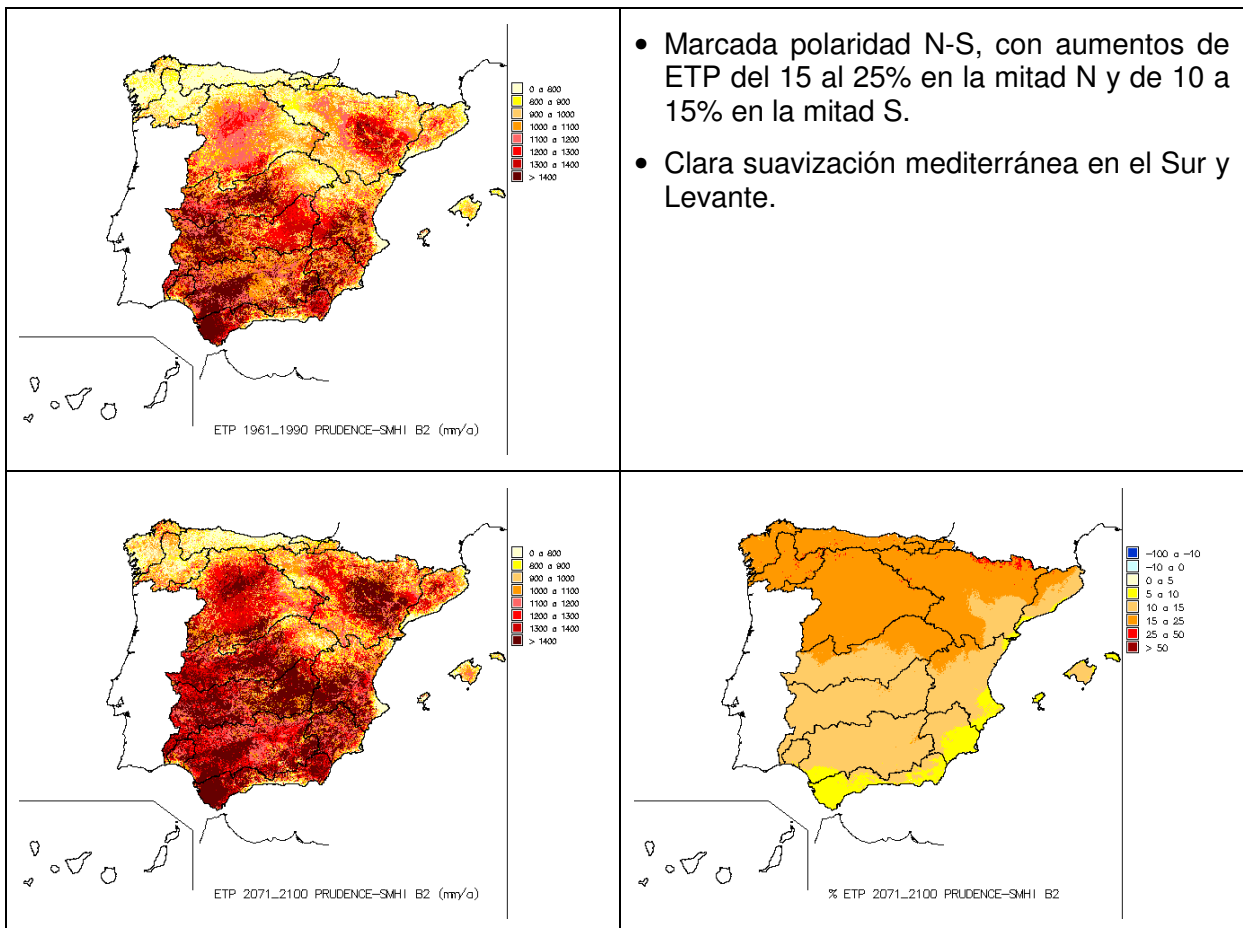 0 a 600
600 a 900
900 a 1000
1000 a 1100
1100 a 1200
1200 a 1300
1300 a 1400
> 1400
ETP 1961_1990 PRUDENCE-SMHI B2 (mm/a)
• Marcada polaridad N-S, con aumentos de
ETP del 15 al 25% en la mitad N y de 10 a
15% en la mitad S.
• Clara suavización mediterránea en el Sur y
Levante.
0 a 600
600 a 900
900 a 1000
1000 a 1100
1100 a 1200
1200 a 1300
1300 a 1400
> 1400
ETP 2071_2100 PRUDENCE-SMHI B2 (mm/a)
-100 a -10
-10 a 0
0 a 5
5 a 10
10 a 15
15 a 25
25 a 50
> 50
% ETP 2071_2100 PRUDENCE-SMHI B2